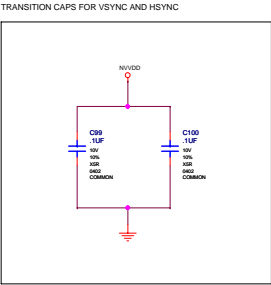 TRANSITION CAPS FOR VSYNC AND HSYNC
NVVDD
C99
.1UF
10V
10%
X5R
0402
COMMON
C100
.1UF
10V
10%
X5R
0402
COMMON